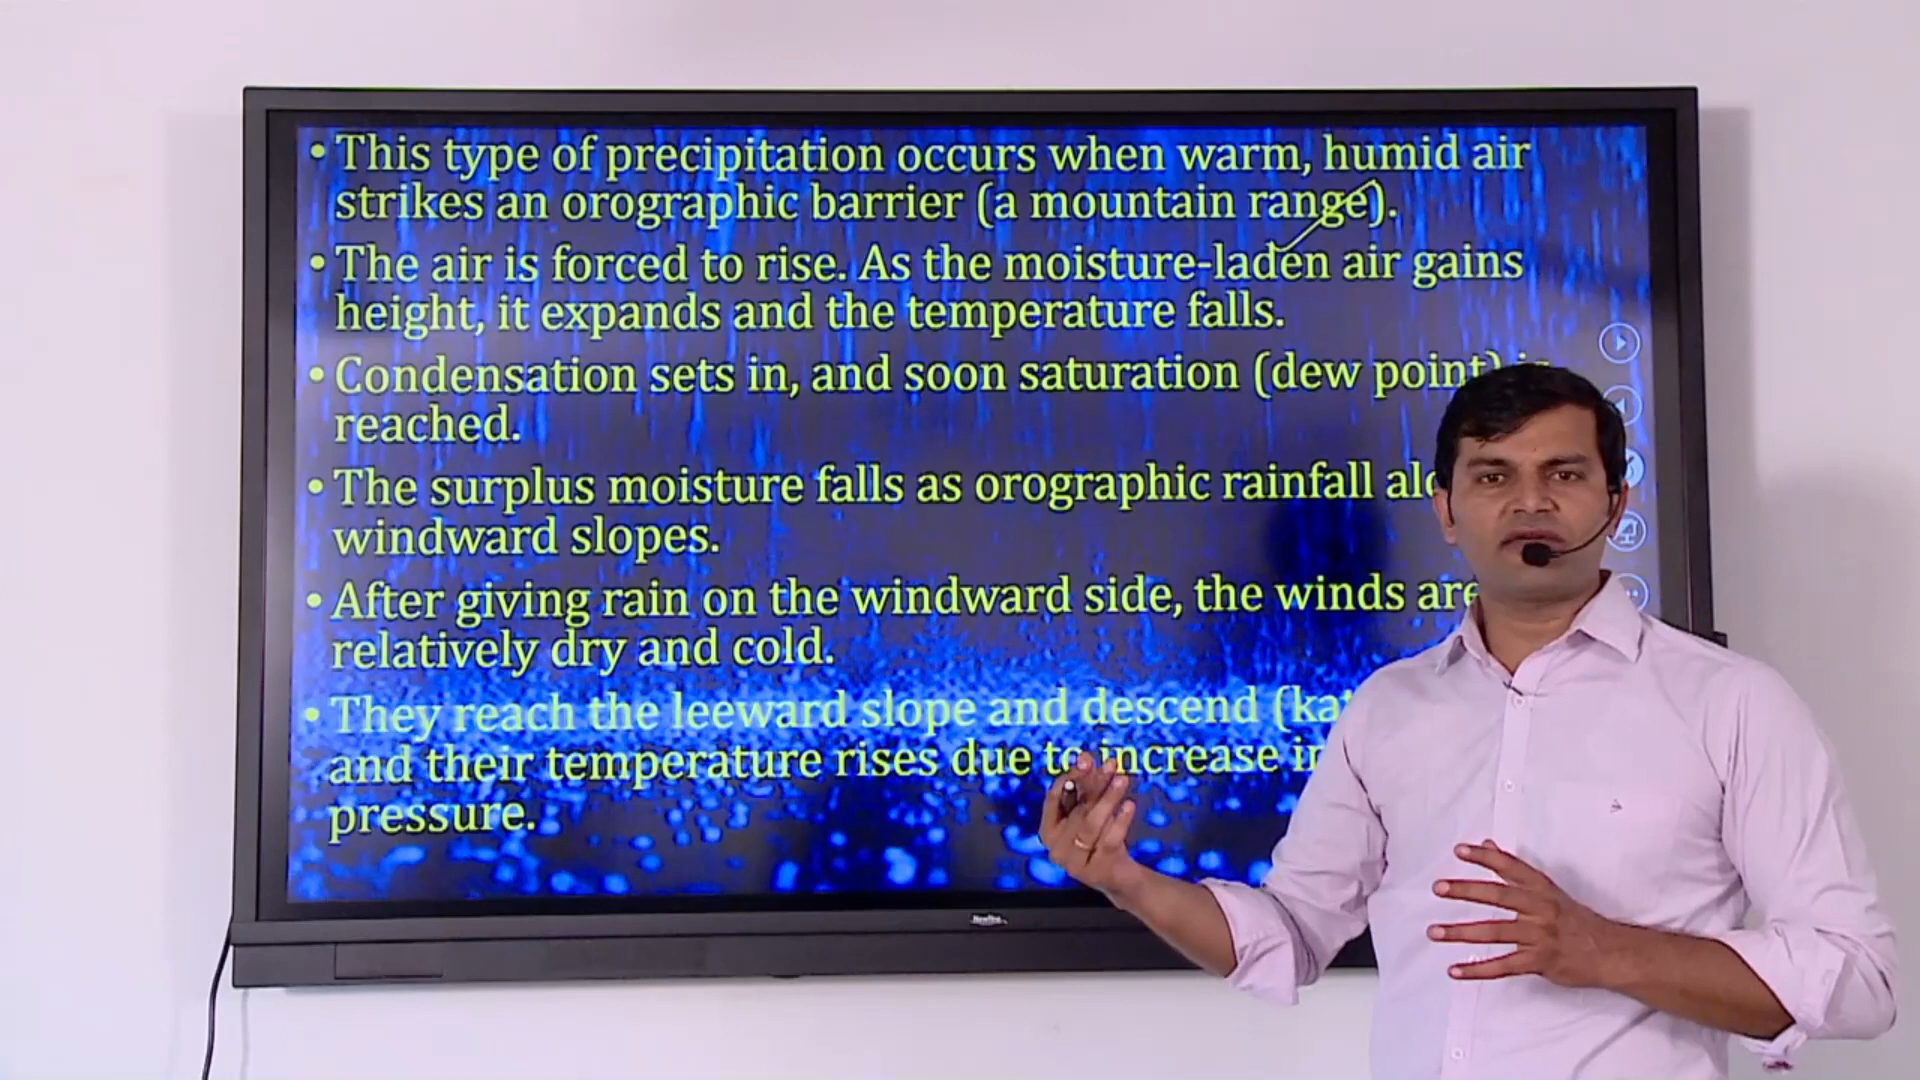 • This type of precipitation occurs when warm, humid air
strikes an orographic barrier (a mountain range).
• The air is forced to rise. As the moisture-laden air gains
height, it expands and the temperature falls.
• Condensation sets in, and soon saturation (dew point) is
reached.
• The surplus moisture falls as orographic rainfall
windward slopes.
• After giving rain on the windward side, the winds are
relatively dry and cold.
• They reach the leeward slope and descend
and their temperature rises due to increase
pressure.